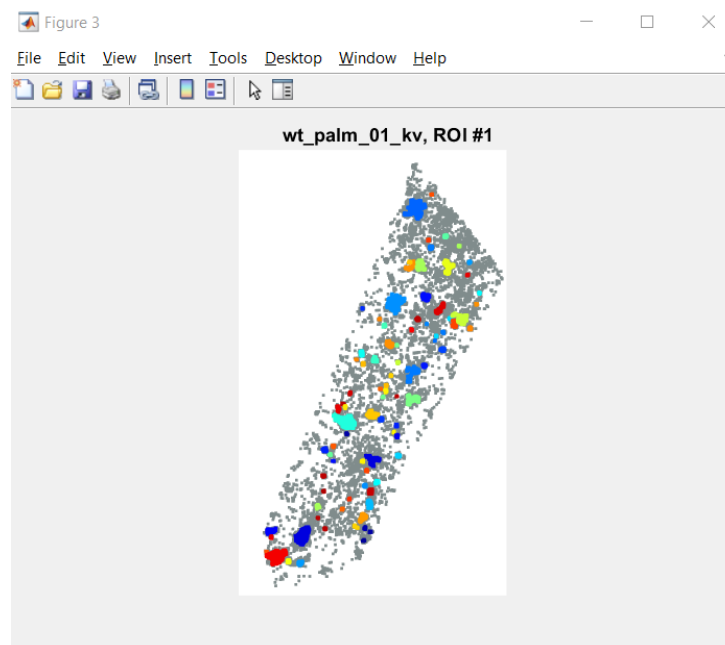 Figure 3
File Edit View Insert Tools Desktop Window Help
wt_palm_01_kv, ROI #1